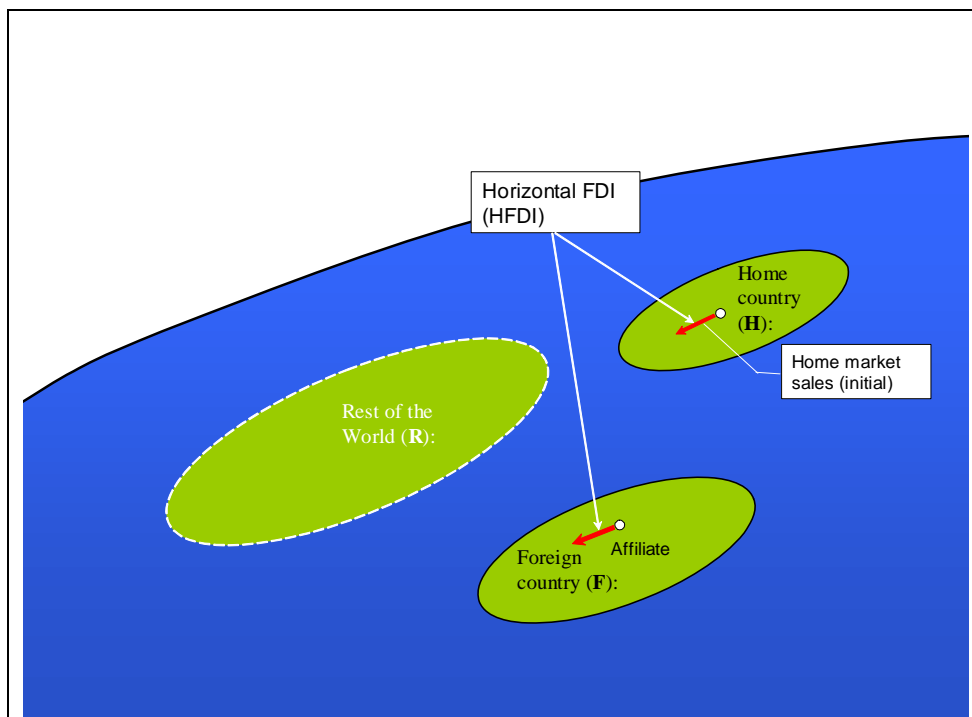 Horizontal FDI
(HFDI)
Home
country
(H):
Home market
sales (initial)
Rest of the
World (R):
Affiliate
Foreign
country (F):